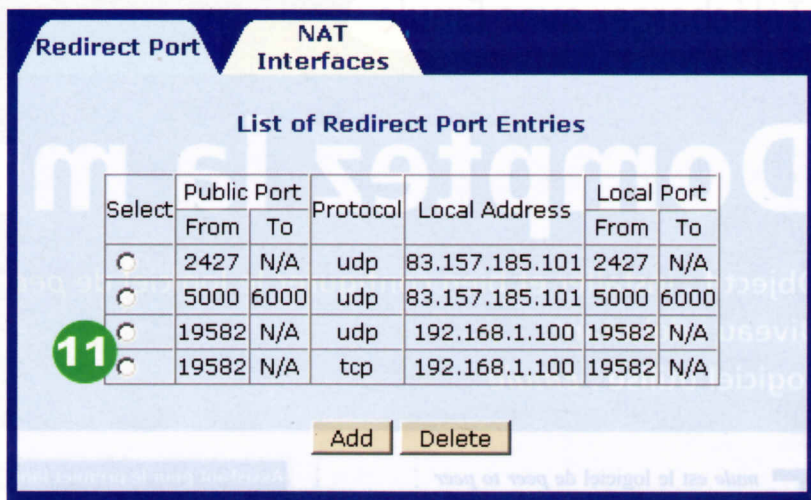 Redirect Port
NAT
Interfaces
List of Redirect Port Entries
Select Public Port Protocol Local Address Local Port
From To From To
2427 N/A udp 83.157.185.101 2427 N/A
5000 6000 udp 83.157.185.101 5000 6000
19582 N/A udp 192.168.1.100 19582 N/A
19582 N/A tcp 192.168.1.100 19582 N/A
11
Add Delete
Domptez la m